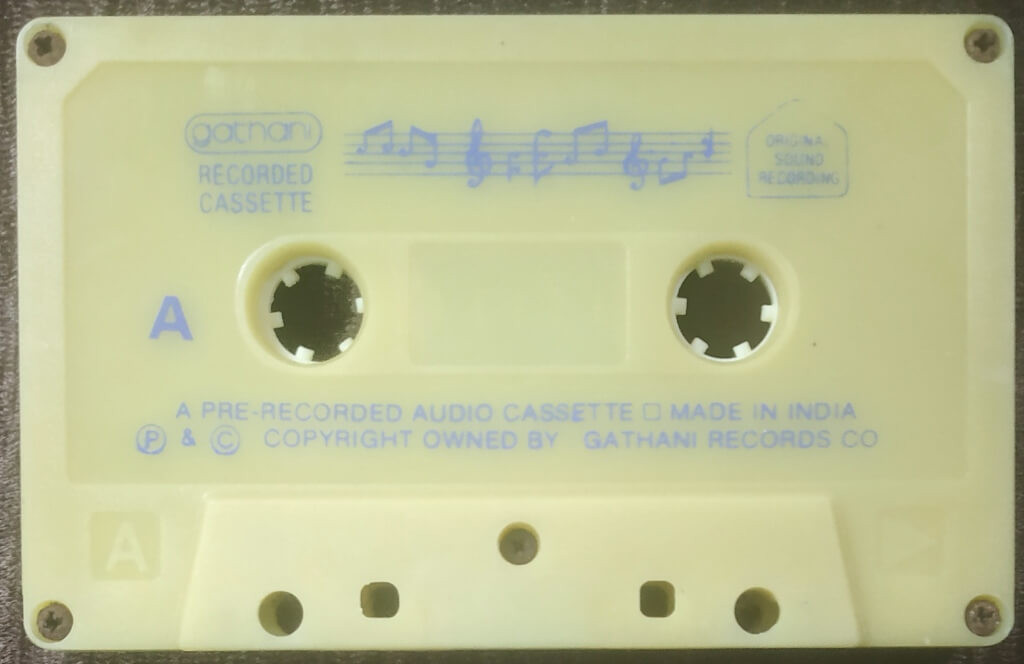 gathani
RECORDED
CASSETTE
ORIGINAL
SOUND
RECORDING
A
A PRE-RECORDED AUDIO CASSETTE □ MADE IN INDIA
Ⓟ & © COPYRIGHT OWNED BY GATHANI RECORDS CO
A